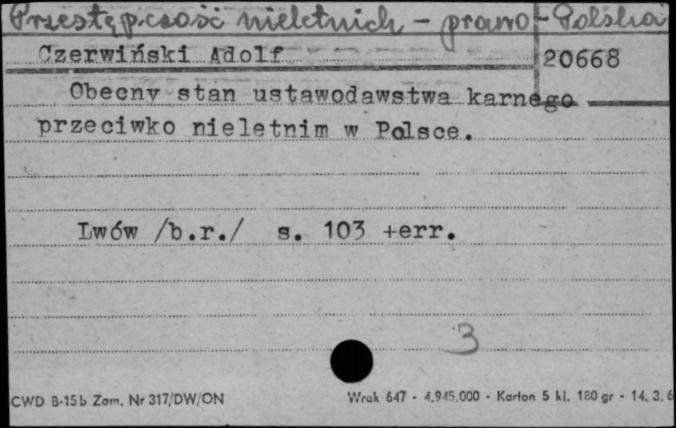 Przestępczość nieletnich - prawo - Polska
Czerwiński Adolf 20668
Obecny stan ustawodawstwa karnego
przeciwko nieletnim w Polsce.
Lwów /b.r./ s. 103 +err.
3
CWD B-15b Zam. Nr 317/DW/ON Wrak 647 - 4.945.000 - Karton 5 kl. 180 gr - 14. 3. 6